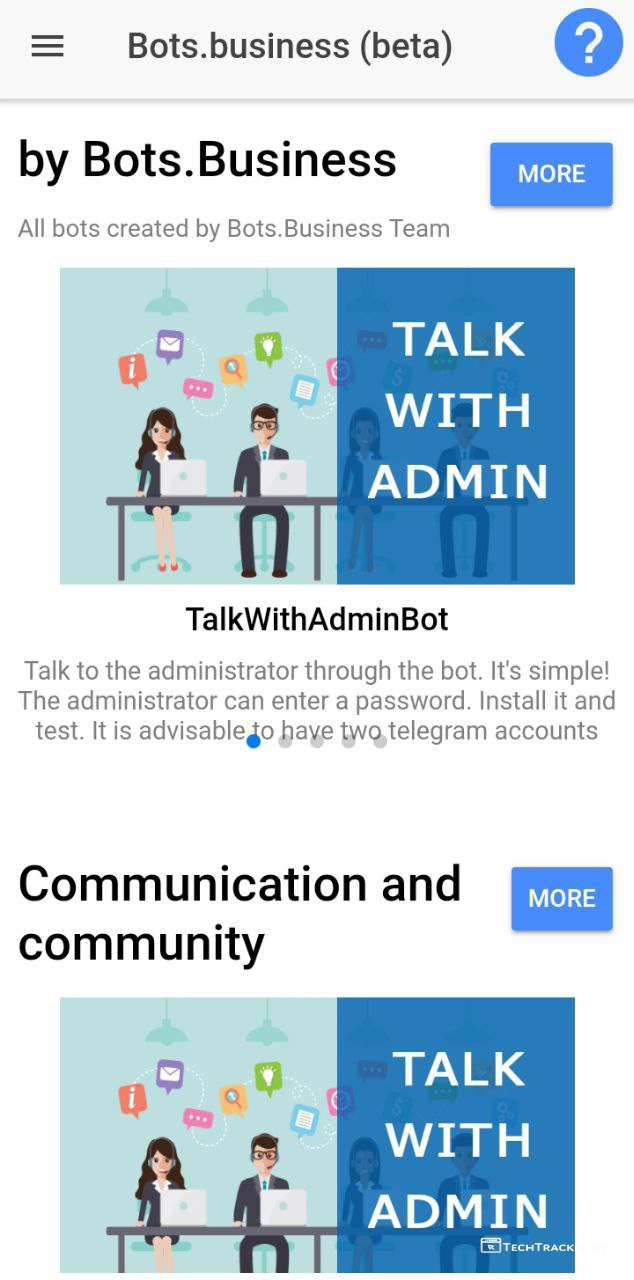 Bots.business (beta)
?
by Bots.Business
MORE
All bots created by Bots.Business Team
i
TALK
WITH
ADMIN
TalkWithAdminBot
Talk to the administrator through the bot. It's simple!
The administrator can enter a password. Install it and
test. It is advisable to have two telegram accounts
Communication and
community
MORE
i
TALK
WITH
ADMIN
TECHTRACK